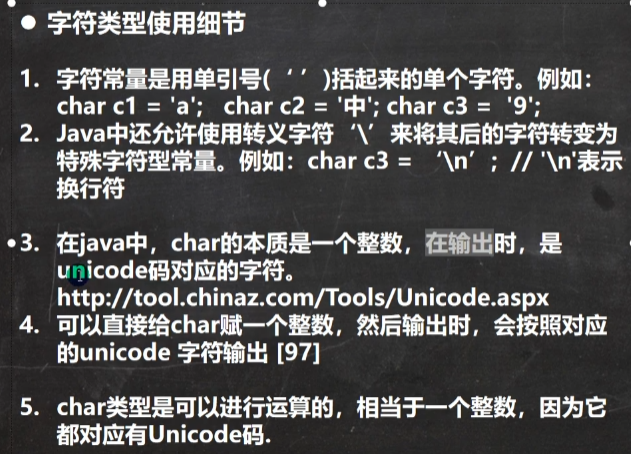 ● 字符类型使用细节
1. 字符常量是用单引号(‘ ’)括起来的单个字符。例如：
char c1 = 'a'; char c2 = '中'; char c3 = '9';
2. Java中还允许使用转义字符‘\’来将其后的字符转变为
特殊字符型常量。例如：char c3 = ‘\n’; // '\n'表示
换行符
3. 在java中，char的本质是一个整数，在输出时，是
unicode码对应的字符。
http://tool.chinaz.com/Tools/Unicode.aspx
4. 可以直接给char赋一个整数，然后输出时，会按照对应
的unicode 字符输出 [97]
5. char类型是可以进行运算的，相当于一个整数，因为它
都对应有Unicode码.